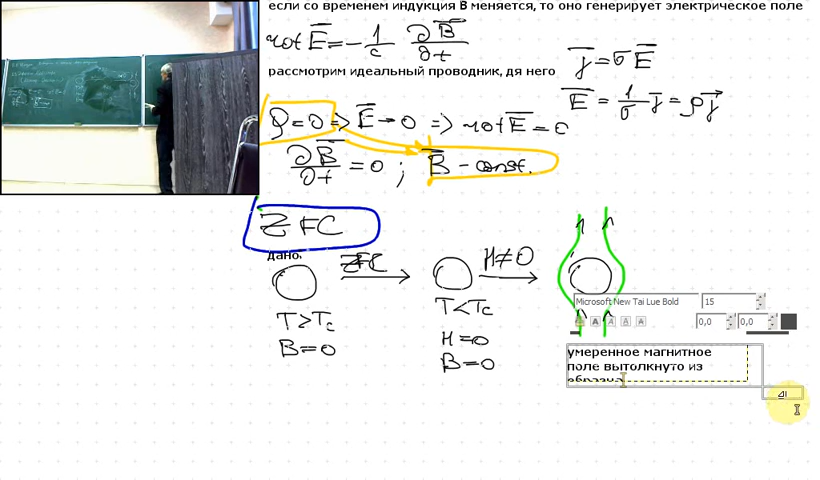 если со временем индукция B меняется, то оно генерирует электрическое поле
rot E̅ = - 1/c ∂B̅/∂t
j̅ = σE̅
рассмотрим идеальный проводник, дя него
E̅ = 1/σ j̅ = ρj⃗
ρ=0 => E̅→0 => rot E̅ = 0
∂B̅/∂t = 0 ; B̅ - const.
ZFC
дано.
ZFC
H≠0
T>Tc
B=0
T<Tc
H=0
B=0
Microsoft New Tai Lue Bold 15
A A A A A 0,0 0,0
умеренное магнитное
поле вытолкнуто из
образца
ΔI